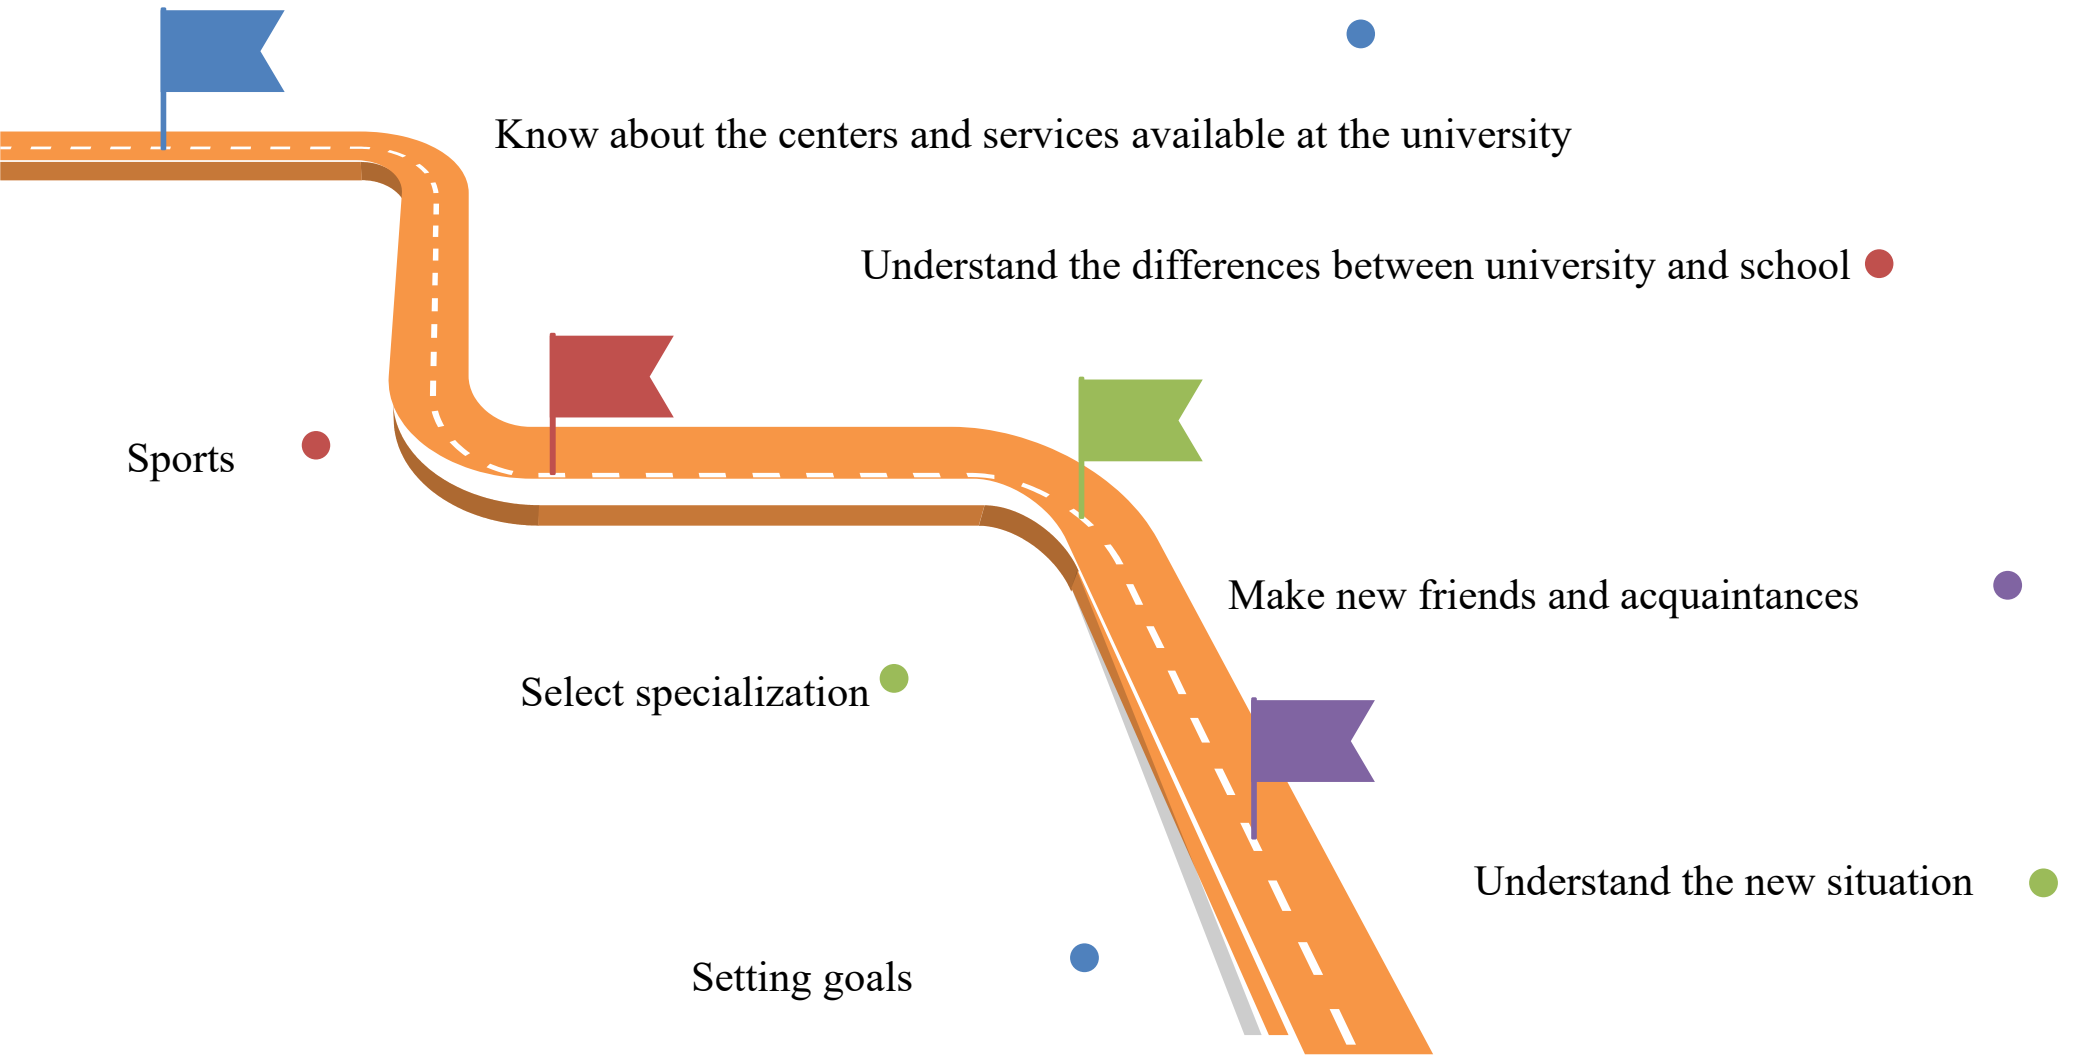 Know about the centers and services available at the university
Understand the differences between university and school
Sports
Make new friends and acquaintances
Select specialization
Understand the new situation
Setting goals